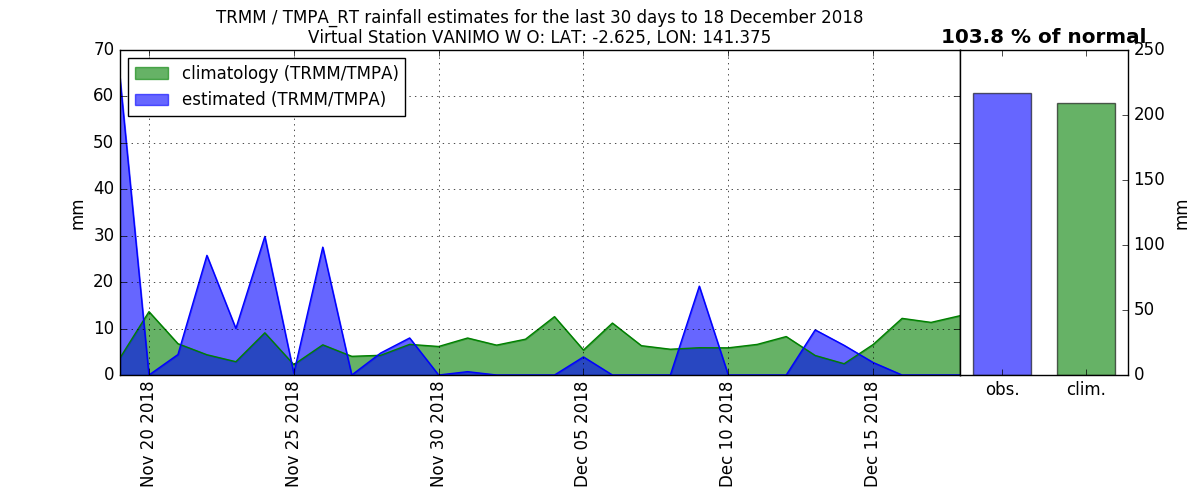 TRMM / TMPA_RT rainfall estimates for the last 30 days to 18 December 2018
Virtual Station VANIMO W O: LAT: -2.625, LON: 141.375
103.8 % of normal
climatology (TRMM/TMPA)
estimated (TRMM/TMPA)
70
60
50
40
30
20
10
0
mm
Nov 20 2018
Nov 25 2018
Nov 30 2018
Dec 05 2018
Dec 10 2018
Dec 15 2018
250
200
150
100
50
0
mm
obs.
clim.